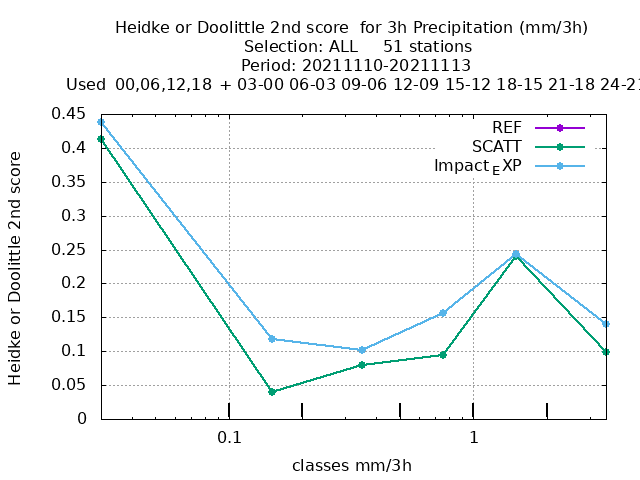 Heidke or Doolittle 2nd score  for 3h Precipitation (mm/3h)
Selection: ALL     51 stations
Period: 20211110-20211113
Used  00,06,12,18  + 03-00 06-03 09-06 12-09 15-12 18-15 21-18 24-21
0.45
0.4
0.35
0.3
0.25
0.2
0.15
0.1
0.05
0
Heidke or Doolittle 2nd score
REF
SCATT
Impact_EXP
0.1
1
classes mm/3h